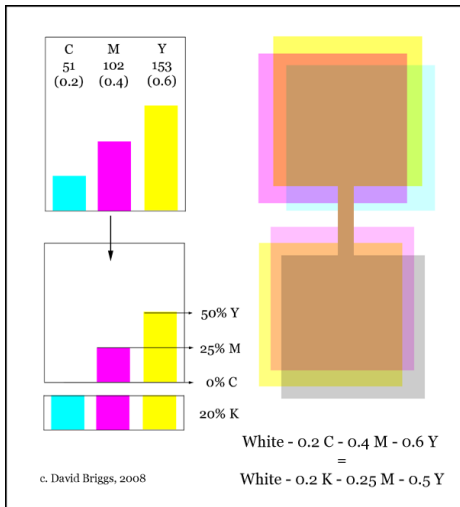 C M Y
51 102 153
(0.2) (0.4) (0.6)
50% Y
25% M
0% C
20% K
White - 0.2 C - 0.4 M - 0.6 Y
=
White - 0.2 K - 0.25 M - 0.5 Y
c. David Briggs, 2008